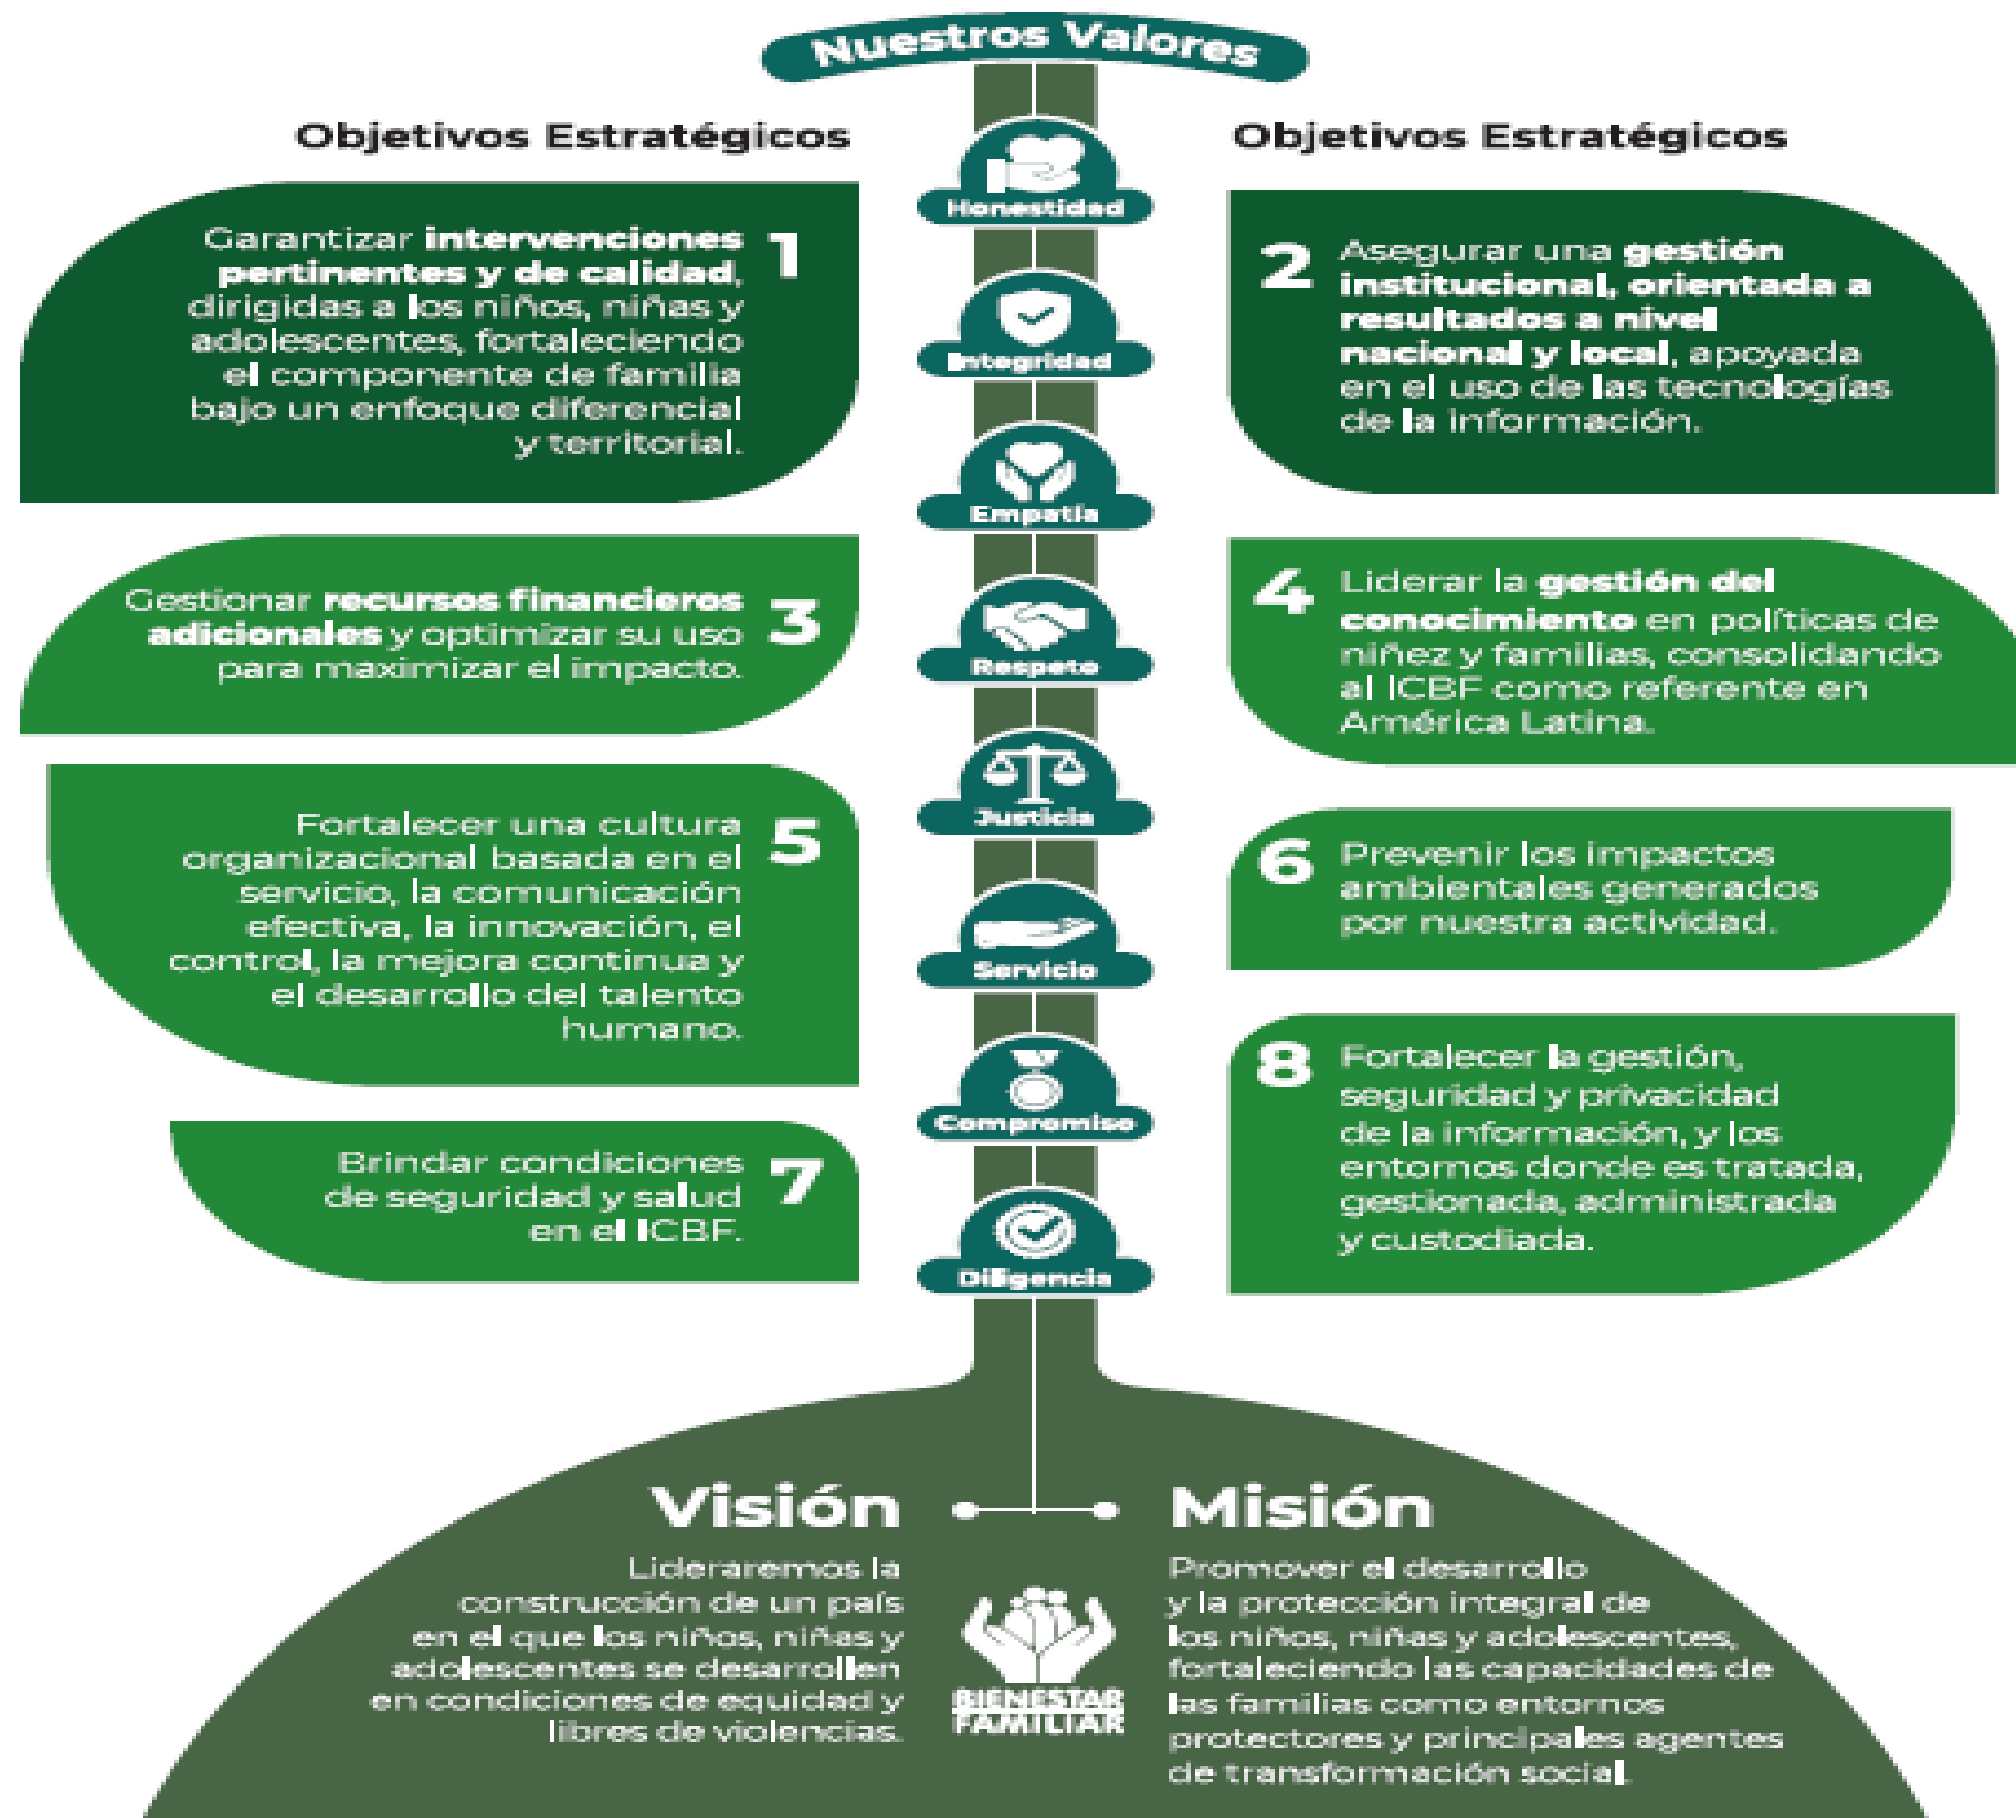 Nuestros Valores
Objetivos Estratégicos
Objetivos Estratégicos
1
Garantizar intervenciones
pertinentes y de calidad,
dirigidas a los niños, niñas y
adolescentes, fortaleciendo
el componente de familia
bajo un enfoque diferencial
y territorial.
2
Asegurar una gestión
institucional, orientada a
resultados a nivel
nacional y local, apoyada
en el uso de las tecnologías
de la información.
3
Gestionar recursos financieros
adicionales y optimizar su uso
para maximizar el impacto.
4
Liderar la gestión del
conocimiento en políticas de
niñez y familias, consolidando
al ICBF como referente en
América Latina.
5
Fortalecer una cultura
organizacional basada en el
servicio, la comunicación
efectiva, la innovación, el
control, la mejora continua y
el desarrollo del talento
humano.
6
Prevenir los impactos
ambientales generados
por nuestra actividad.
7
Brindar condiciones
de seguridad y salud
en el ICBF.
8
Fortalecer la gestión,
seguridad y privacidad
de la información, y los
entornos donde es tratada,
gestionada, administrada
y custodiada.
Honestidad
Integridad
Empatía
Respeto
Justicia
Servicio
Compromiso
Diligencia
Visión
Lideraremos la
construcción de un país
en el que los niños, niñas y
adolescentes se desarrollen
en condiciones de equidad y
libres de violencias.
BIENESTAR
FAMILIAR
Misión
Promover el desarrollo
y la protección integral de
los niños, niñas y adolescentes,
fortaleciendo las capacidades de
las familias como entornos
protectores y principales agentes
de transformación social.